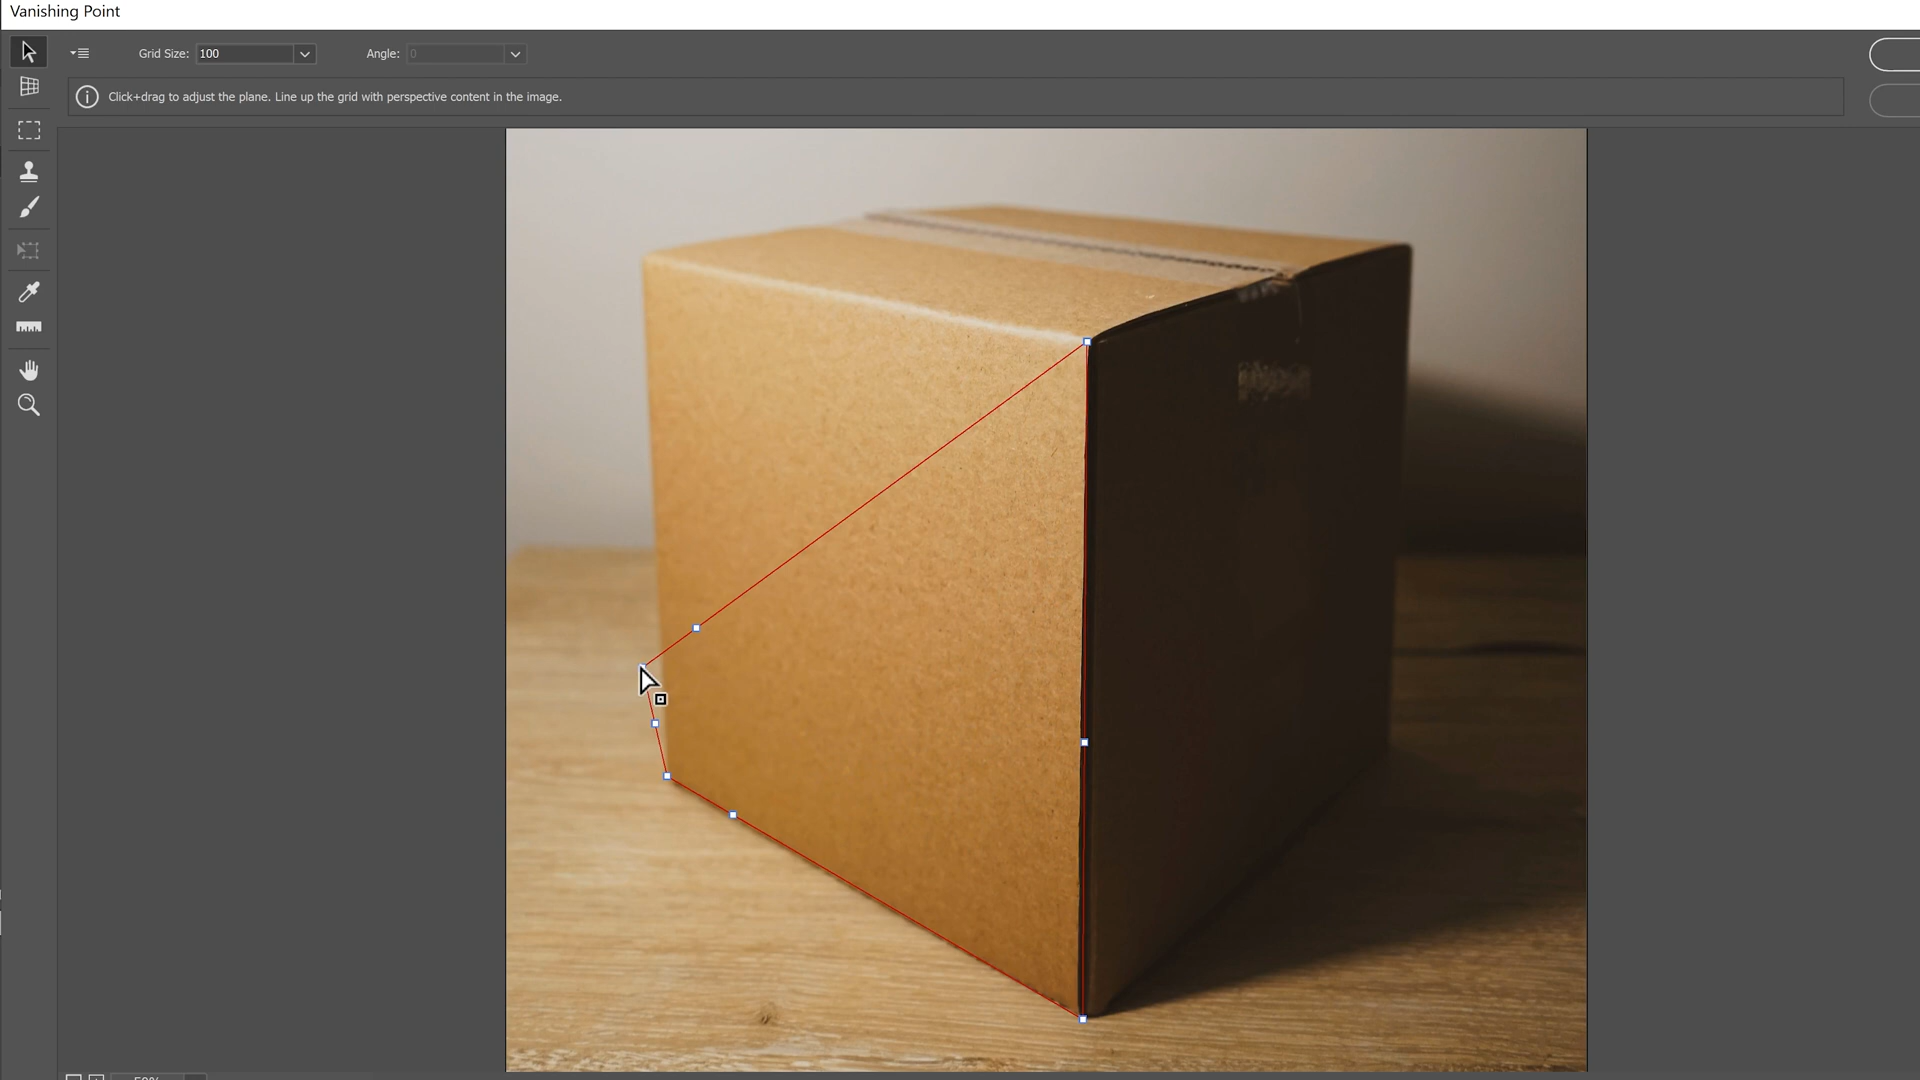 Vanishing Point
Grid Size: 100 Angle: 0
Click+drag to adjust the plane. Line up the grid with perspective content in the image.